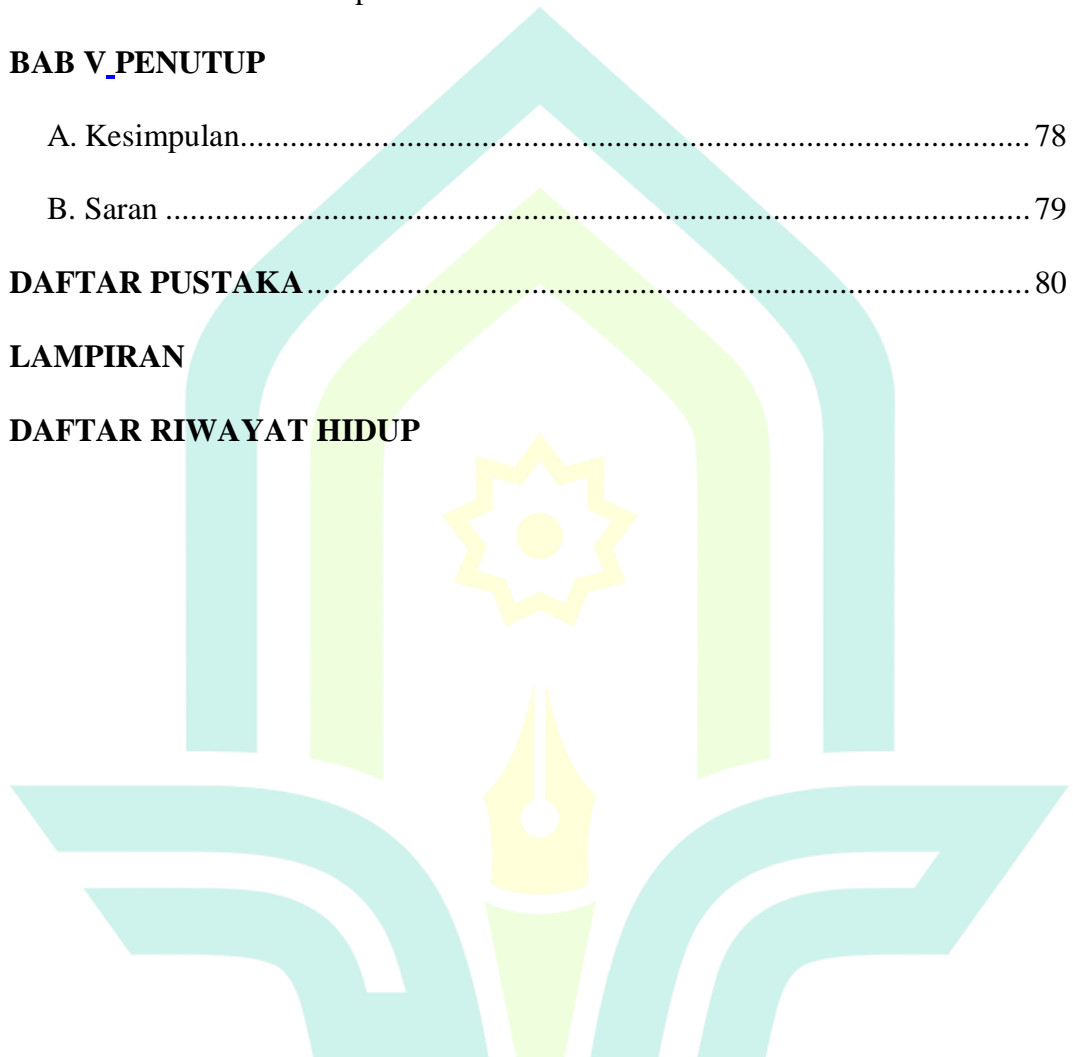 BAB V PENUTUP
A. Kesimpulan............................................................................................... 78
B. Saran ........................................................................................................ 79
DAFTAR PUSTAKA....................................................................................... 80
LAMPIRAN
DAFTAR RIWAYAT HIDUP